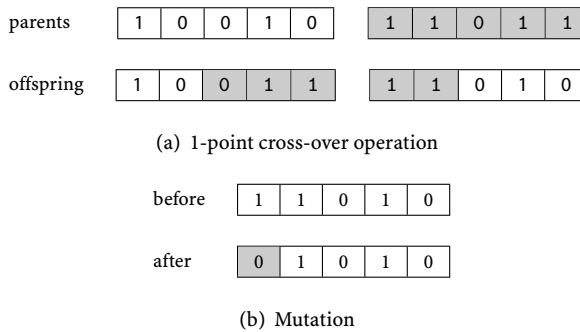 parents 1 0 0 1 0 1 1 0 1 1
offspring 1 0 0 1 1 1 1 0 1 0
(a) 1-point cross-over operation
before 1 1 0 1 0
after 0 1 0 1 0
(b) Mutation